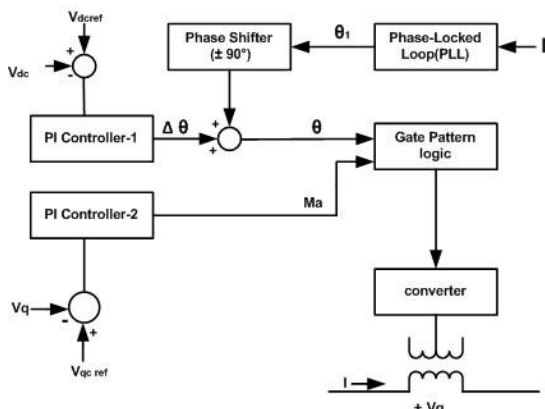 Vdcref
+
Vdc
-
Phase Shifter
(± 90°)
θ1
Phase-Locked
Loop(PLL)
I
PI Controller-1
Δ θ
+
+
θ
Gate Pattern
logic
PI Controller-2
Ma
Vq
-
+
Vqc ref
converter
I
+ Vq